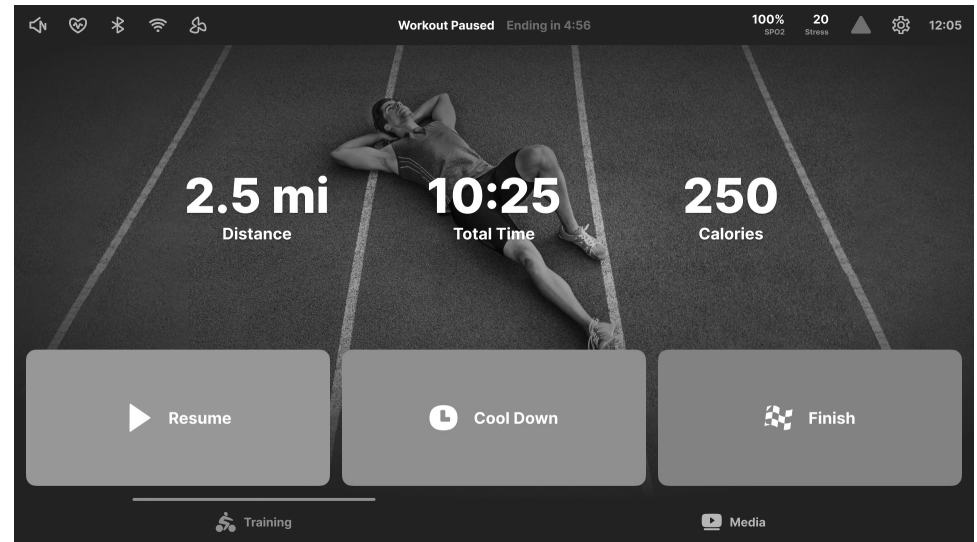 Workout Paused Ending in 4:56
100% 20 12:05
SPO2 Stress
2.5 mi 10:25 250
Distance Total Time Calories
Resume Cool Down Finish
Training Media